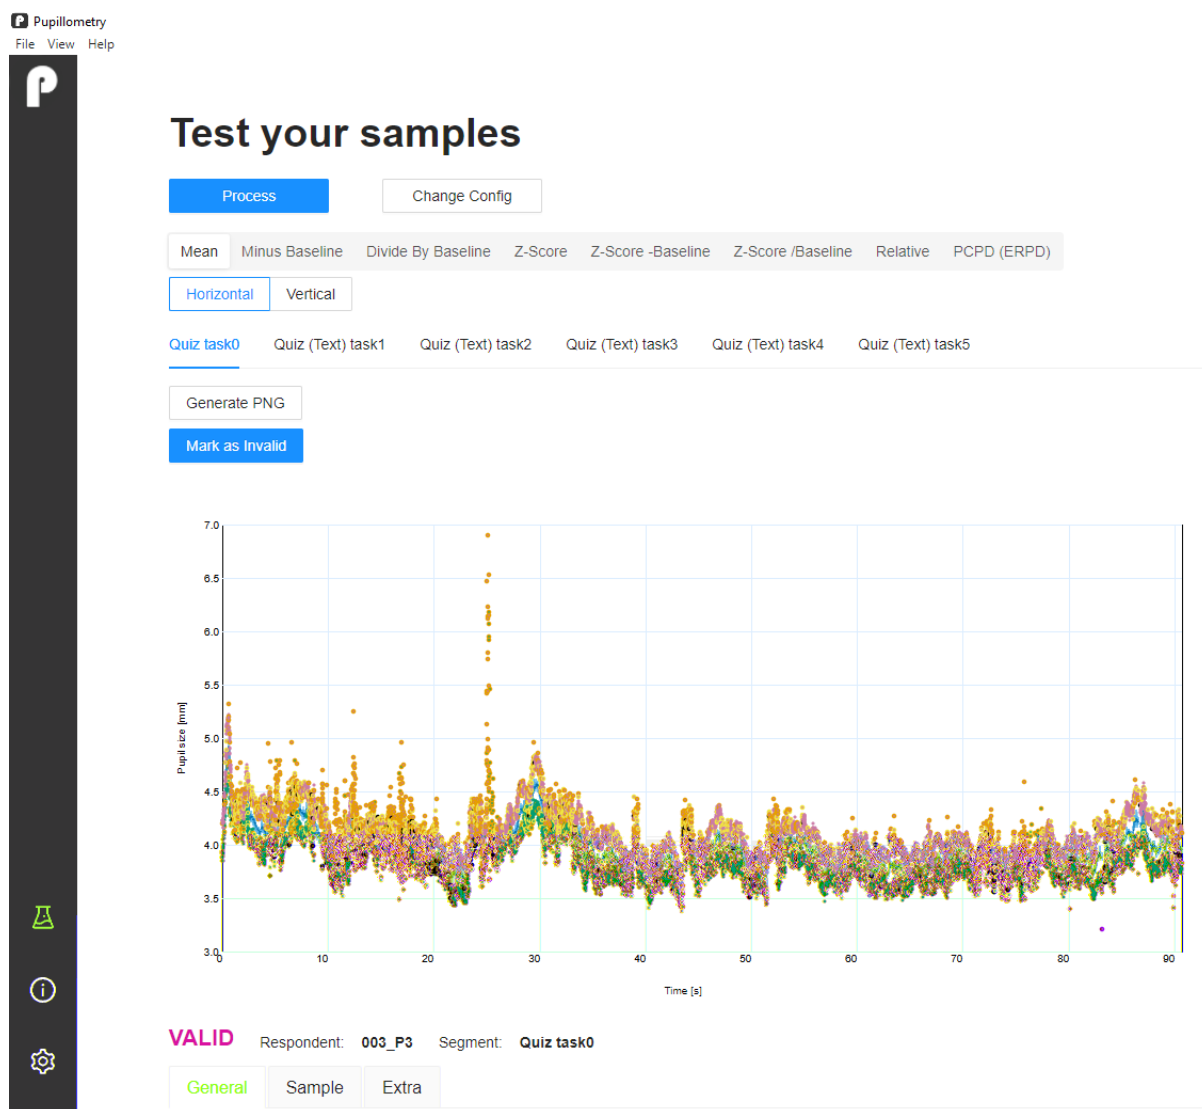 Pupillometry
File View Help
Test your samples
Process Change Config
Mean Minus Baseline Divide By Baseline Z-Score Z-Score -Baseline Z-Score /Baseline Relative PCPD (ERPD)
Horizontal Vertical
Quiz task0 Quiz (Text) task1 Quiz (Text) task2 Quiz (Text) task3 Quiz (Text) task4 Quiz (Text) task5
Generate PNG
Mark as Invalid
7.0
6.5
6.0
5.5
5.0
4.5
4.0
3.5
3.0
Pupil size [mm]
0 10 20 30 40 50 60 70 80 90
Time [s]
VALID Respondent: 003_P3 Segment: Quiz task0
General Sample Extra